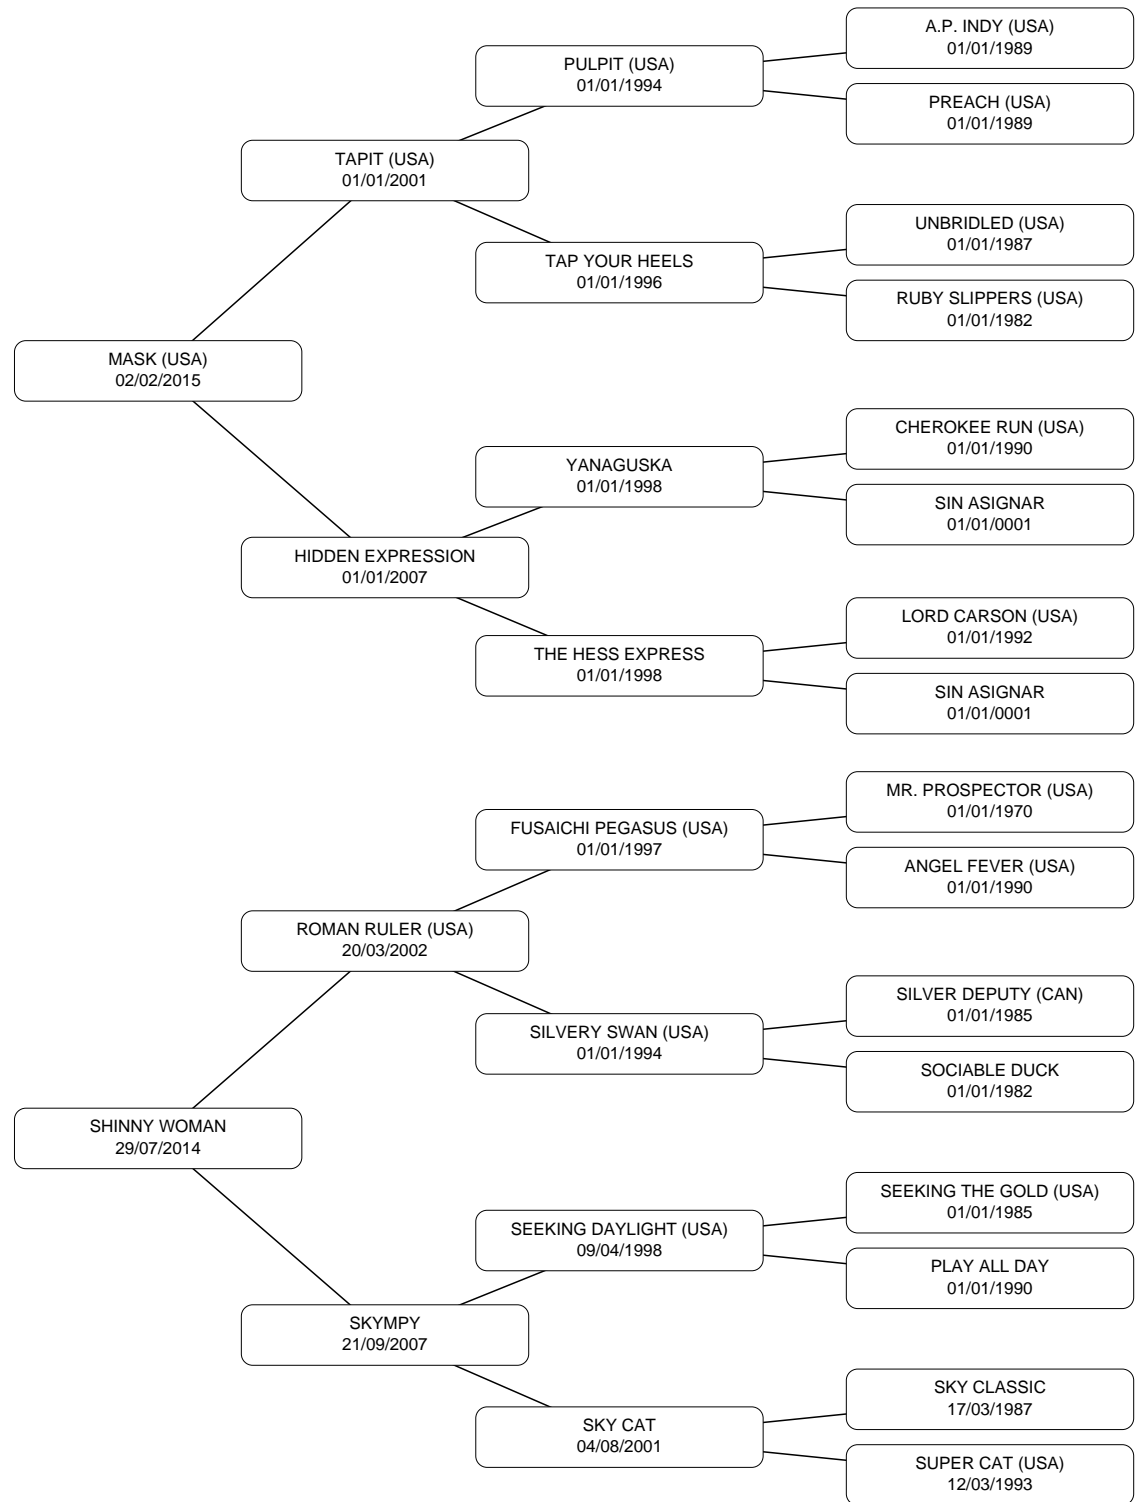 A.P. INDY (USA)
01/01/1989
PULPIT (USA)
01/01/1994
PREACH (USA)
01/01/1989
TAPIT (USA)
01/01/2001
UNBRIDLED (USA)
01/01/1987
TAP YOUR HEELS
01/01/1996
RUBY SLIPPERS (USA)
01/01/1982
MASK (USA)
02/02/2015
CHEROKEE RUN (USA)
01/01/1990
YANAGUSKA
01/01/1998
SIN ASIGNAR
01/01/0001
HIDDEN EXPRESSION
01/01/2007
LORD CARSON (USA)
01/01/1992
THE HESS EXPRESS
01/01/1998
SIN ASIGNAR
01/01/0001
MR. PROSPECTOR (USA)
01/01/1970
FUSAICHI PEGASUS (USA)
01/01/1997
ANGEL FEVER (USA)
01/01/1990
ROMAN RULER (USA)
20/03/2002
SILVER DEPUTY (CAN)
01/01/1985
SILVERY SWAN (USA)
01/01/1994
SOCIABLE DUCK
01/01/1982
SHINNY WOMAN
29/07/2014
SEEKING THE GOLD (USA)
01/01/1985
SEEKING DAYLIGHT (USA)
09/04/1998
PLAY ALL DAY
01/01/1990
SKYMPY
21/09/2007
SKY CLASSIC
17/03/1987
SKY CAT
04/08/2001
SUPER CAT (USA)
12/03/1993